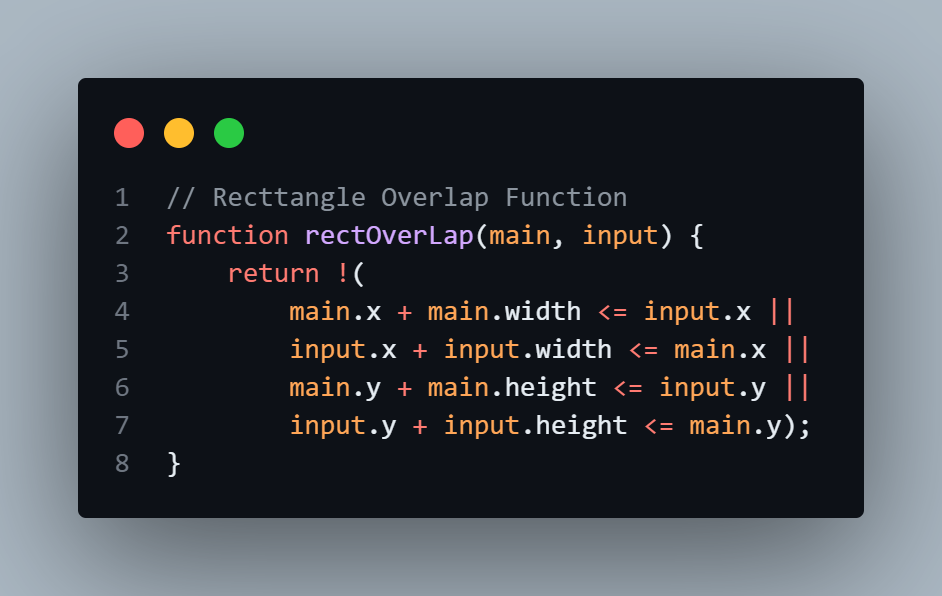 1 // Recttangle Overlap Function
2 function rectOverLap(main, input) {
3     return !(
4         main.x + main.width <= input.x ||
5         input.x + input.width <= main.x ||
6         main.y + main.height <= input.y ||
7         input.y + input.height <= main.y);
8 }